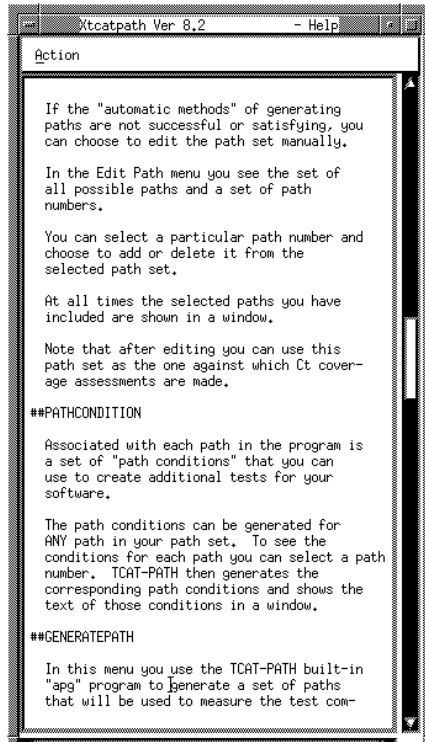 Xtcatpath Ver 8.2 - Help
Action
If the "automatic methods" of generating
paths are not successful or satisfying, you
can choose to edit the path set manually.
In the Edit Path menu you see the set of
all possible paths and a set of path
numbers.
You can select a particular path number and
choose to add or delete it from the
selected path set.
At all times the selected paths you have
included are shown in a window.
Note that after editing you can use this
path set as the one against which Ct cover-
age assessments are made.
##PATHCONDITION
Associated with each path in the program is
a set of "path conditions" that you can
use to create additional tests for your
software.
The path conditions can be generated for
ANY path in your path set. To see the
conditions for each path you can select a path
number. TCAT-PATH then generates the
corresponding path conditions and shows the
text of those conditions in a window.
##GENERATEPATH
In this menu you use the TCAT-PATH built-in
"apg" program to generate a set of paths
that will be used to measure the test com-